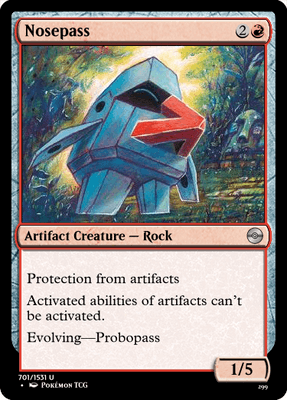 Nosepass 2
Artifact Creature — Rock
Protection from artifacts
Activated abilities of artifacts can't
be activated.
Evolving—Probopass
1/5
701/1531 U
• Pokémon TCG
299